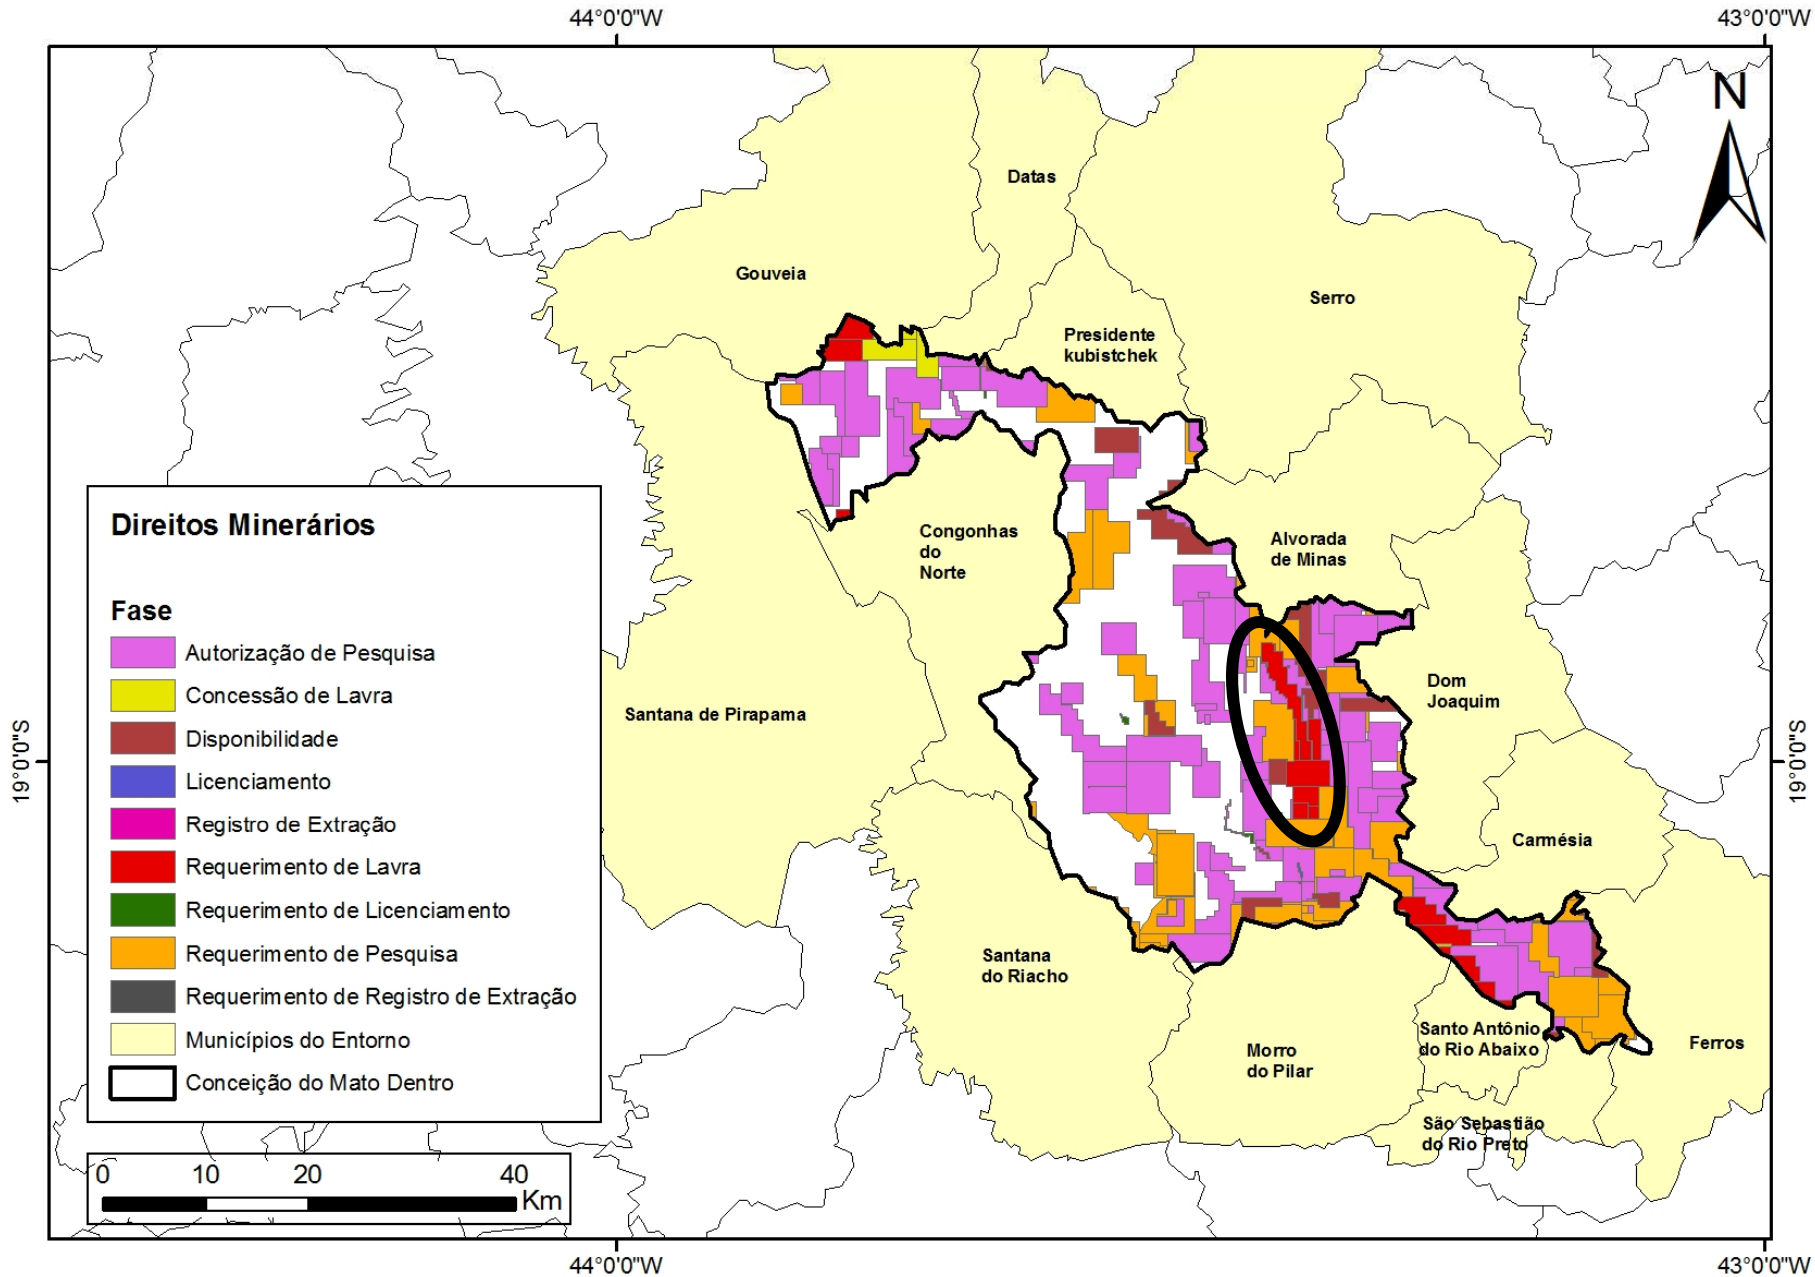 44°0'0"W
43°0'0"W
N
Datas
Gouveia
Serro
Presidente
kubistchek
Direitos Minerários
Congonhas
do
Norte
Alvorada
de Minas
Fase
Autorização de Pesquisa
Concessão de Lavra
Disponibilidade
Licenciamento
Registro de Extração
Requerimento de Lavra
Requerimento de Licenciamento
Requerimento de Pesquisa
Requerimento de Registro de Extração
Municípios do Entorno
Conceição do Mato Dentro
Dom
Joaquim
Santana de Pirapama
19°0'0"S
19°0'0"S
Carmésia
Santana
do Riacho
Santo Antônio
do Rio Abaixo
Ferros
Morro
do Pilar
São Sebastião
do Rio Preto
0 10 20 40
Km
44°0'0"W
43°0'0"W